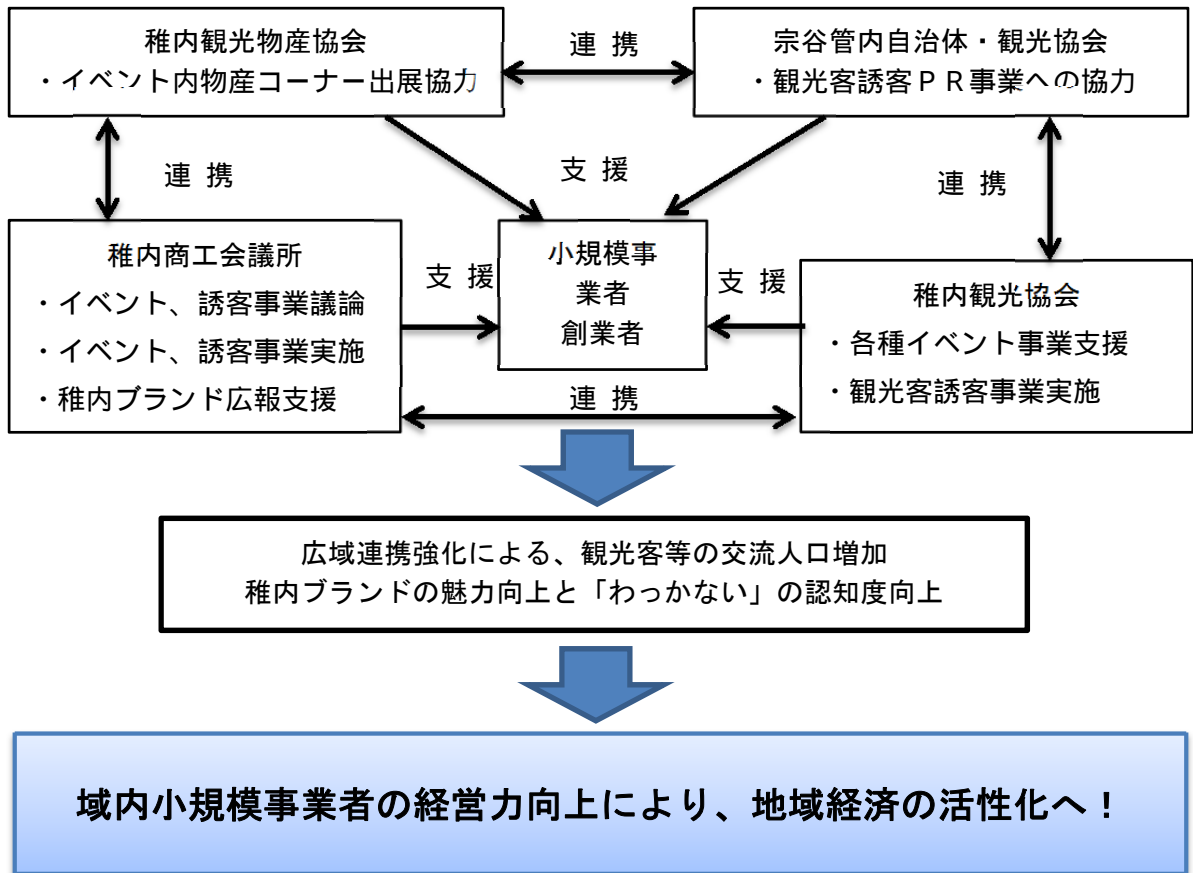 稚内観光物産協会
・イベント内物産コーナー出展協力
連 携
宗谷管内自治体・観光協会
・観光客誘客ＰＲ事業への協力
連 携
支 援
連 携
稚内商工会議所
・イベント、誘客事業議論
・イベント、誘客事業実施
・稚内ブランド広報支援
支 援
小規模事
業者
創業者
支 援
稚内観光協会
・各種イベント事業支援
・観光客誘客事業実施
連 携
広域連携強化による、観光客等の交流人口増加
稚内ブランドの魅力向上と「わっかない」の認知度向上
域内小規模事業者の経営力向上により、地域経済の活性化へ！